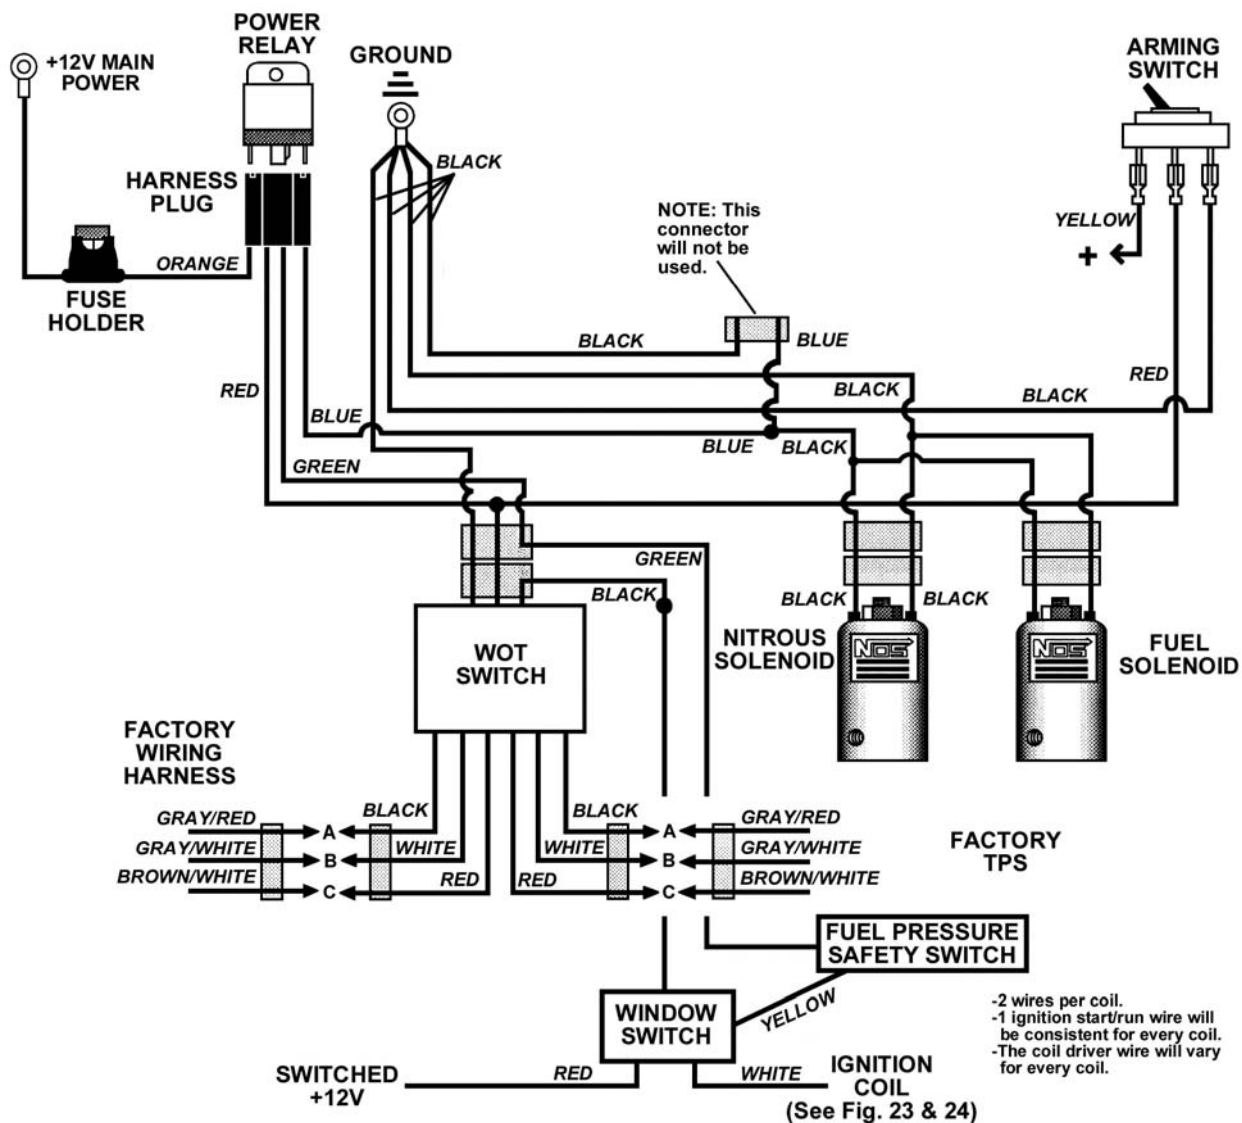 POWER
RELAY
+12V MAIN
POWER
GROUND
ARMING
SWITCH
BLACK
HARNESS
PLUG
NOTE: This
connector
will not be
used.
YELLOW
+
ORANGE
FUSE
HOLDER
BLACK
BLUE
RED
BLACK
RED
BLACK
BLUE
BLUE
BLACK
GREEN
GREEN
BLACK
BLACK
BLACK
WOT
SWITCH
NITROUS
SOLENOID
NOS
NOS
FUEL
SOLENOID
FACTORY
WIRING
HARNESS
GRAY/RED
A
BLACK
BLACK
A
GRAY/RED
GRAY/WHITE
B
WHITE
WHITE
B
GRAY/WHITE
BROWN/WHITE
C
RED
RED
C
BROWN/WHITE
FACTORY
TPS
FUEL PRESSURE
SAFETY SWITCH
WINDOW
SWITCH
YELLOW
-2 wires per coil.
-1 ignition start/run wire will
be consistent for every coil.
-The coil driver wire will vary
for every coil.
SWITCHED
+12V
RED
WHITE
IGNITION
COIL
(See Fig. 23 & 24)